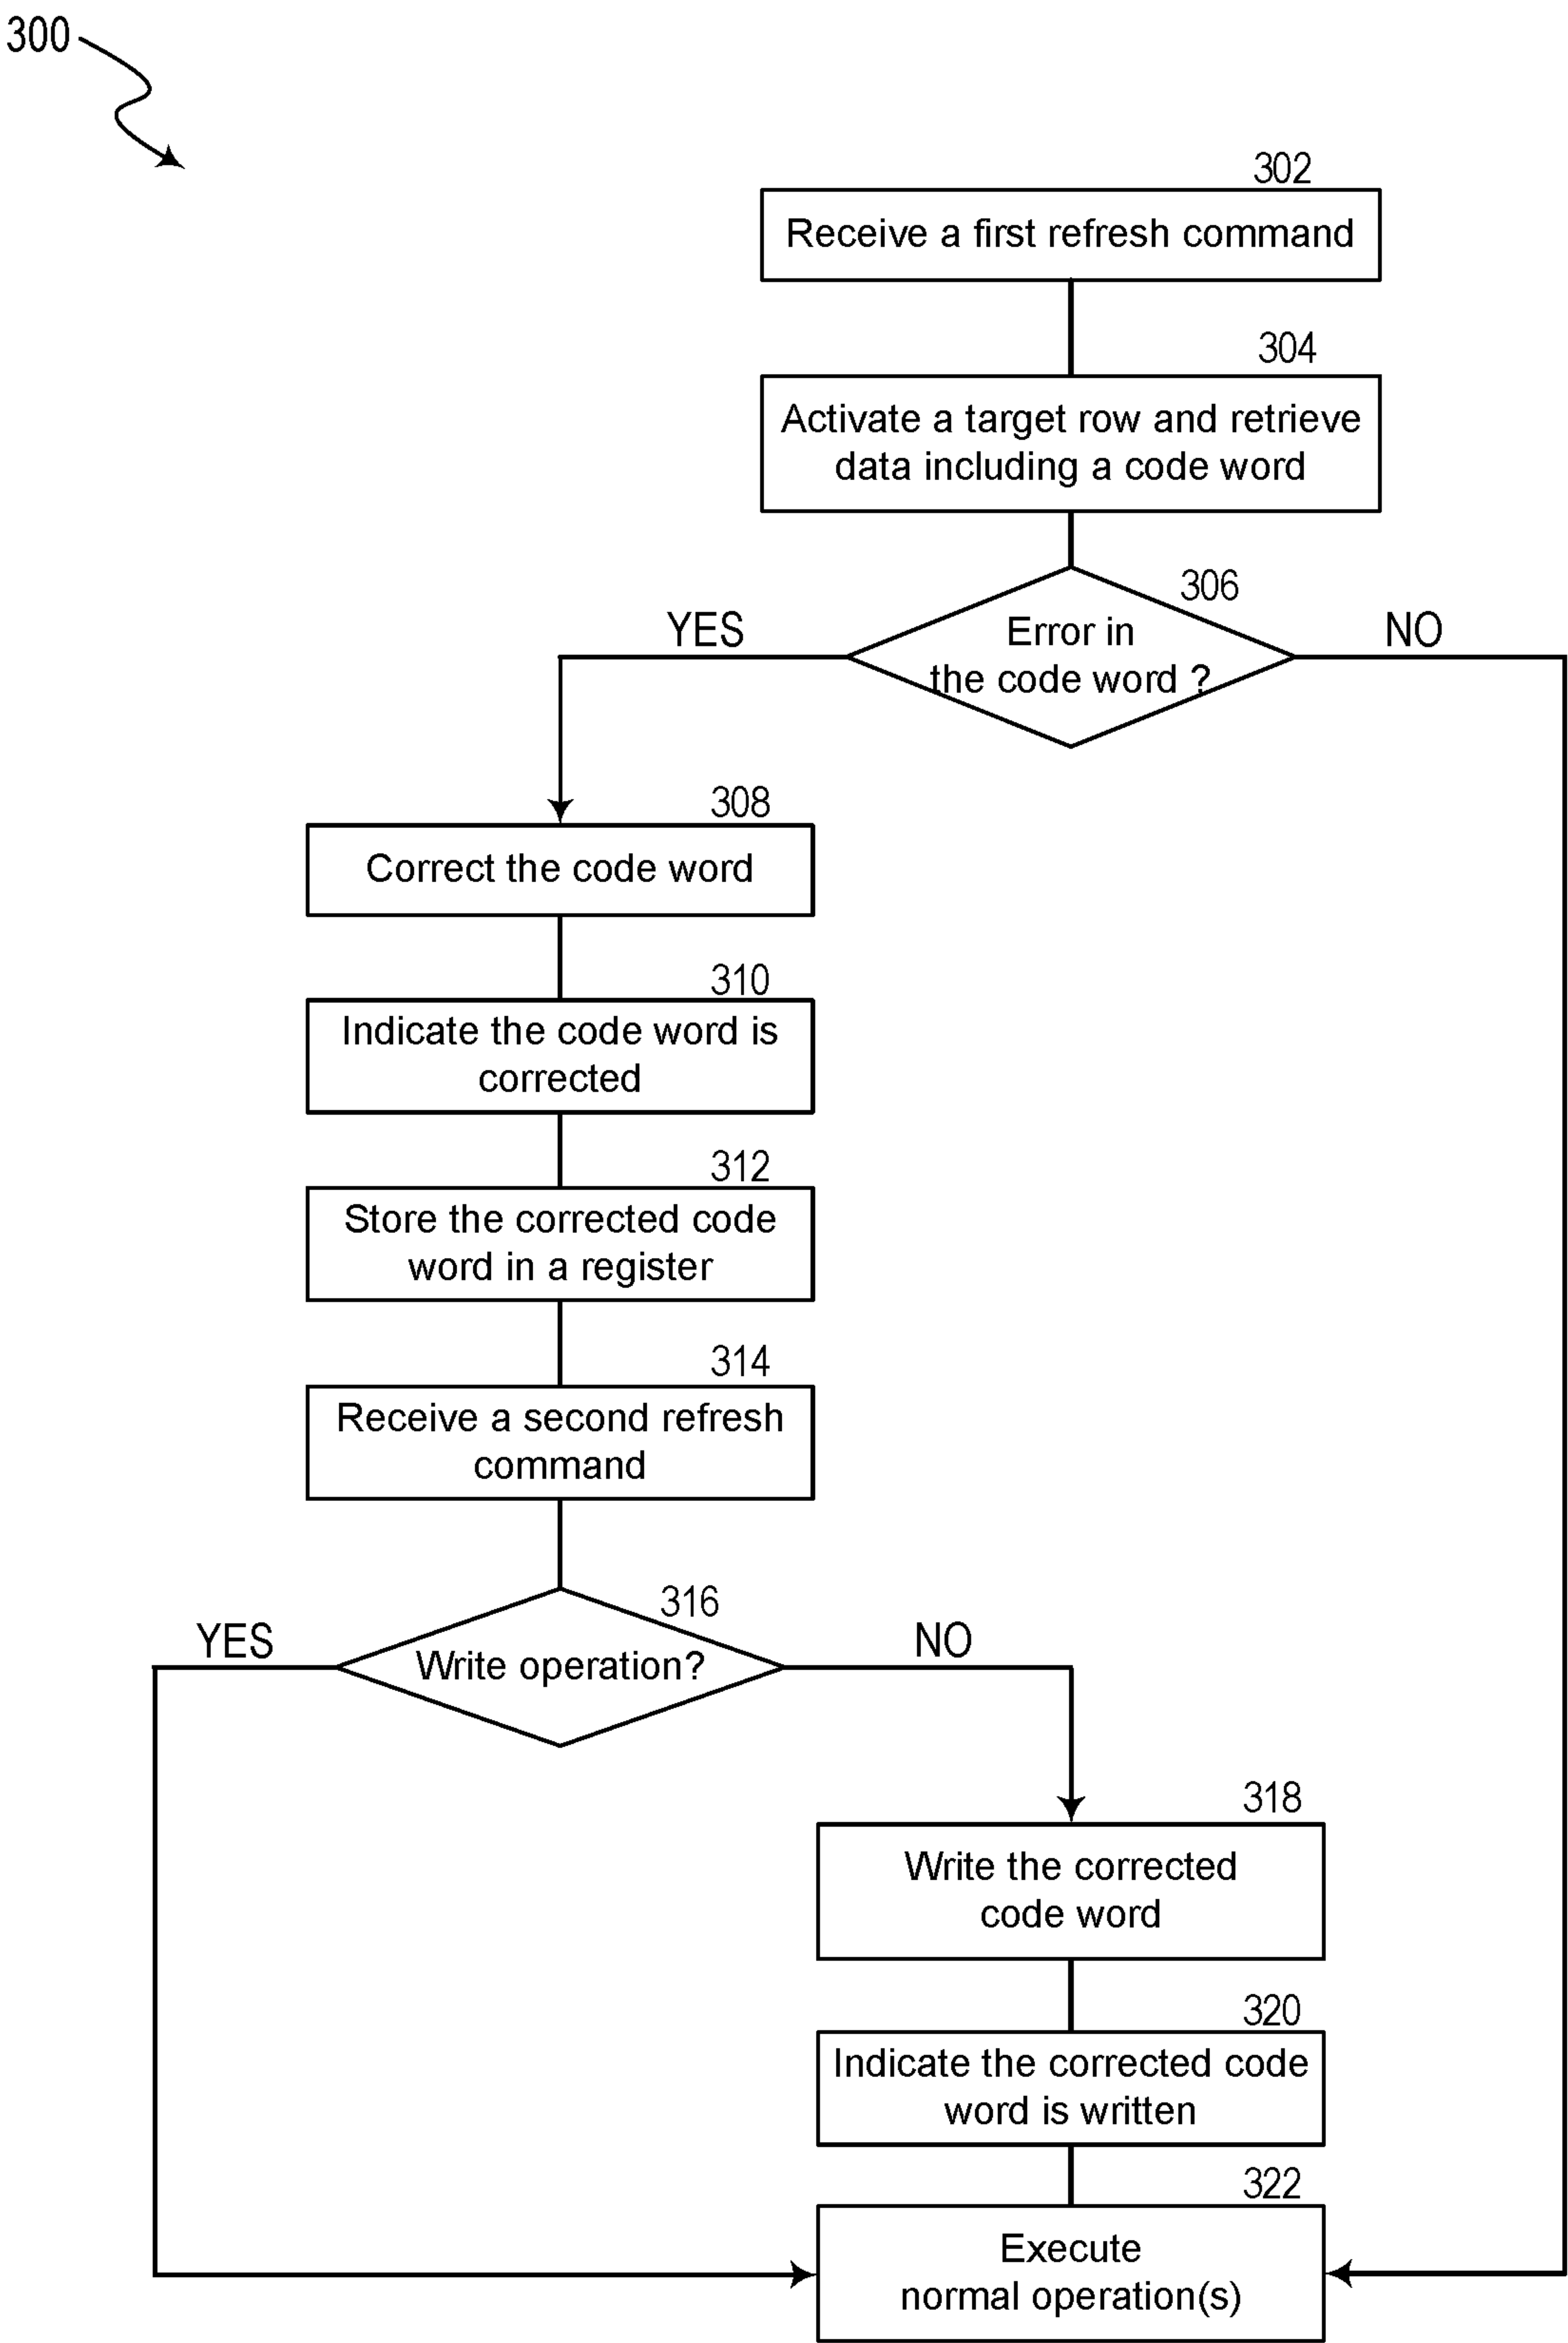 300
302
Receive a first refresh command
304
Activate a target row and retrieve
data including a code word
306
Error in
the code word ?
YES
NO
308
Correct the code word
310
Indicate the code word is
corrected
312
Store the corrected code
word in a register
314
Receive a second refresh
command
316
Write operation?
YES
NO
318
Write the corrected
code word
320
Indicate the corrected code
word is written
322
Execute
normal operation(s)